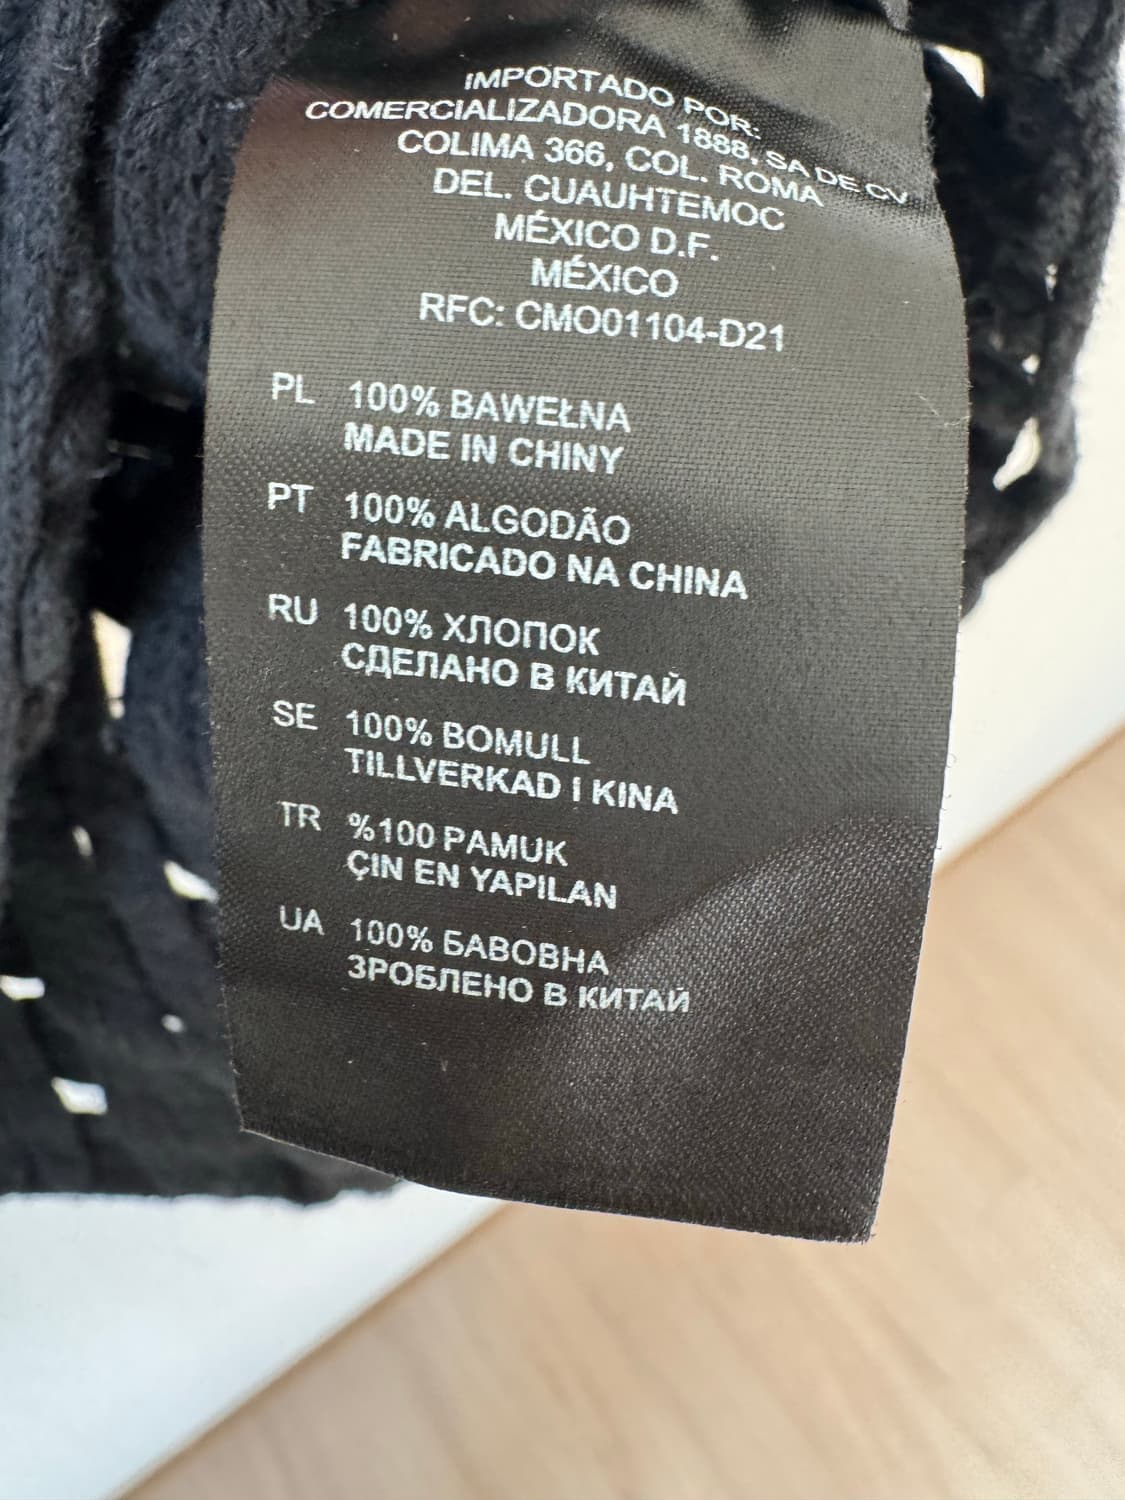 IMPORTADO POR:
COMERCIALIZADORA 1888, SA DE CV
COLIMA 366, COL. ROMA
DEL. CUAUHTEMOC
MÉXICO D.F.
MÉXICO
RFC: CMO01104-D21
PL 100% BAWEŁNA
MADE IN CHINY
PT 100% ALGODÃO
FABRICADO NA CHINA
RU 100% ХЛОПОК
СДЕЛАНО В КИТАЙ
SE 100% BOMULL
TILLVERKAD I KINA
TR %100 PAMUK
ÇIN EN YAPILAN
UA 100% БАВОВНА
ЗРОБЛЕНО В КИТАЙ